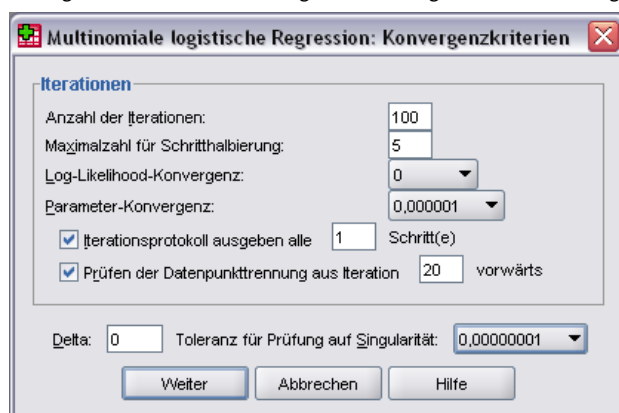 Multinomiale logistische Regression: Konvergenzkriterien
Iterationen
Anzahl der Iterationen: 100
Maximalzahl für Schritthalbierung: 5
Log-Likelihood-Konvergenz: 0
Parameter-Konvergenz: 0,000001
Iterationsprotokoll ausgeben alle 1 Schritt(e)
Prüfen der Datenpunkttrennung aus Iteration 20 vorwärts
Delta: 0 Toleranz für Prüfung auf Singularität: 0,00000001
Weiter Abbrechen Hilfe